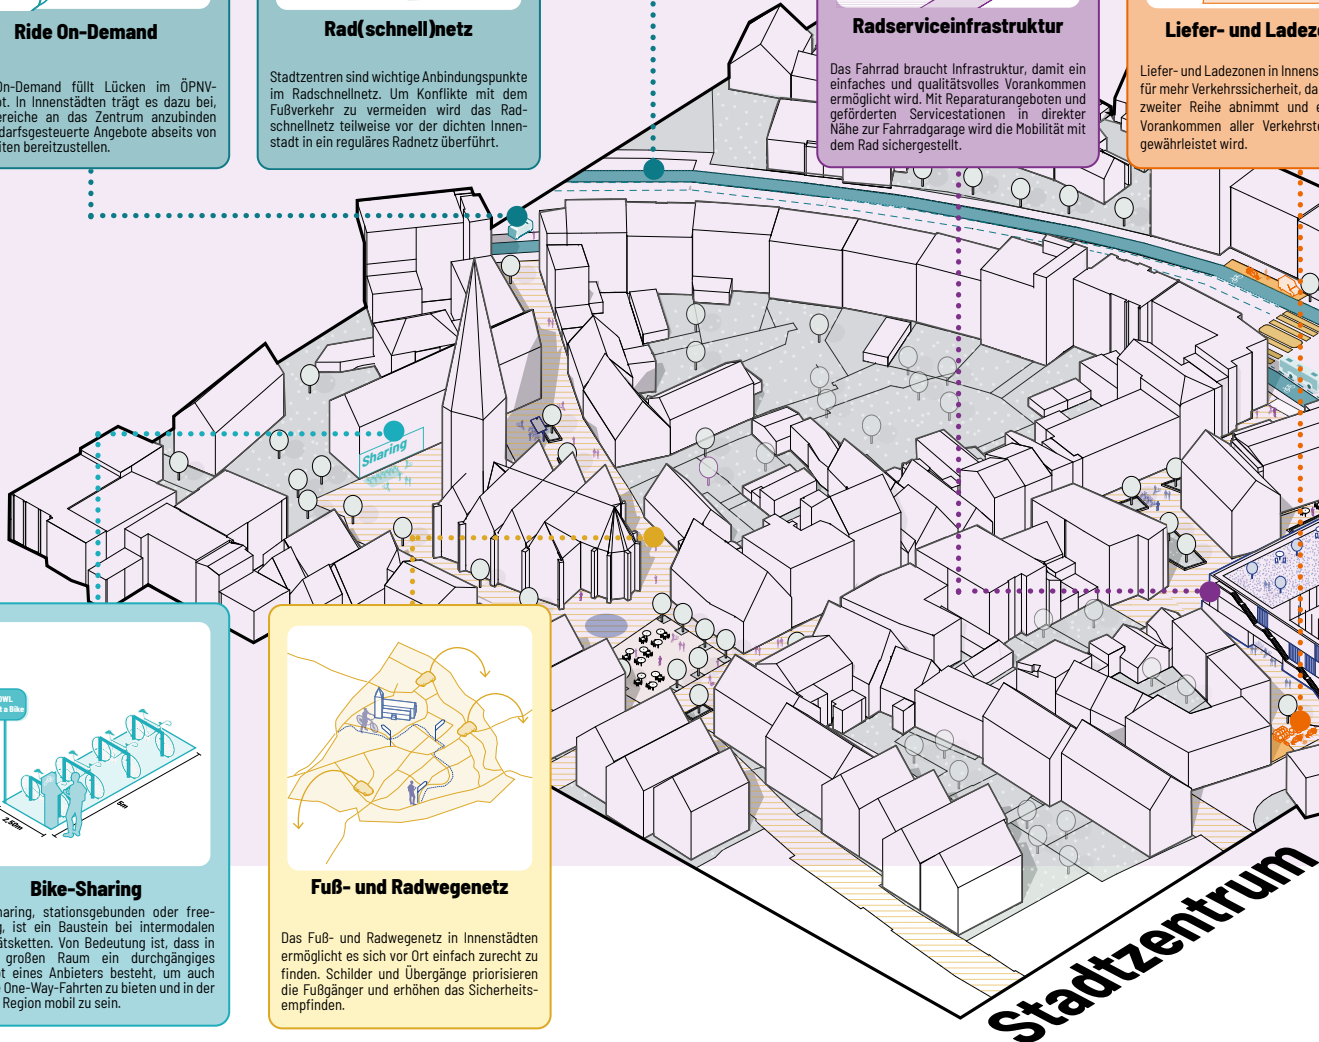 Ride On-Demand
On-Demand füllt Lücken im ÖPNV-
In Innenstädten trägt es dazu bei,
an das Zentrum anzubinden
Angebote abseits von
bereitzustellen.
Rad(schnell)netz
Stadtzentren sind wichtige Anbindungspunkte
im Radschnellnetz. Um Konflikte mit dem
Fußverkehr zu vermeiden wird das Rad-
schnellnetz teilweise vor der dichten Innen-
stadt in ein reguläres Radnetz überführt.
Radserviceinfrastruktur
Das Fahrrad braucht Infrastruktur, damit ein
einfaches und qualitätsvolles Vorankommen
ermöglicht wird. Mit Reparaturangeboten und
geförderten Servicestationen in direkter
Nähe zur Fahrradgarage wird die Mobilität mit
dem Rad sichergestellt.
Liefer- und Ladezo
Liefer- und Ladezonen in Innens
für mehr Verkehrssicherheit, da
zweiter Reihe abnimmt und e
Vorankommen aller Verkehrste
gewährleistet wird.
Sharing
OWL
t a Bike
2,50m
5m
Bike-Sharing
haring, stationsgebunden oder free-
ist ein Baustein bei intermodalen
ätsketten. Von Bedeutung ist, dass in
großen Raum ein durchgängiges
eines Anbieters besteht, um auch
One-Way-Fahrten zu bieten und in der
Region mobil zu sein.
Fuß- und Radwegenetz
Das Fuß- und Radwegenetz in Innenstädten
ermöglicht es sich vor Ort einfach zurecht zu
finden. Schilder und Übergänge priorisieren
die Fußgänger und erhöhen das Sicherheits-
empfinden.
Stadtzentrum